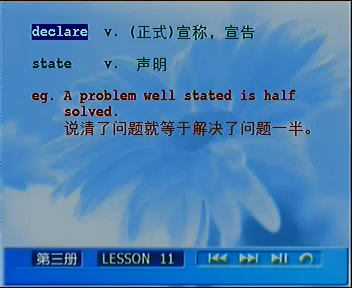 declare v. (正式)宣称，宣告
state v. 声明
eg. A problem well stated is half
solved.
说清了问题就等于解决了问题一半。
第三册 LESSON 11